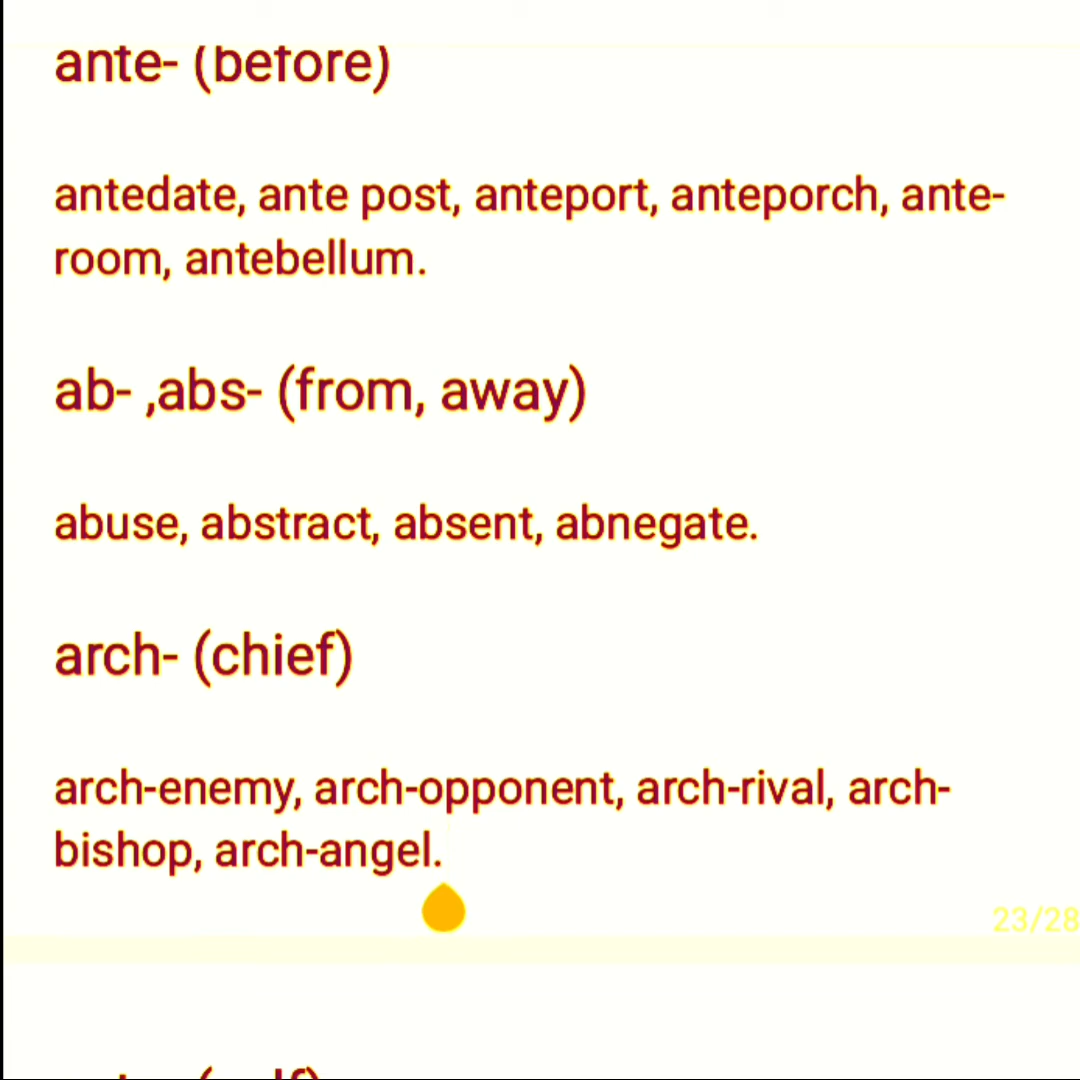 ante- (before)
antedate, ante post, anteport, anteporch, ante-
room, antebellum.
ab- ,abs- (from, away)
abuse, abstract, absent, abnegate.
arch- (chief)
arch-enemy, arch-opponent, arch-rival, arch-
bishop, arch-angel.
23/28